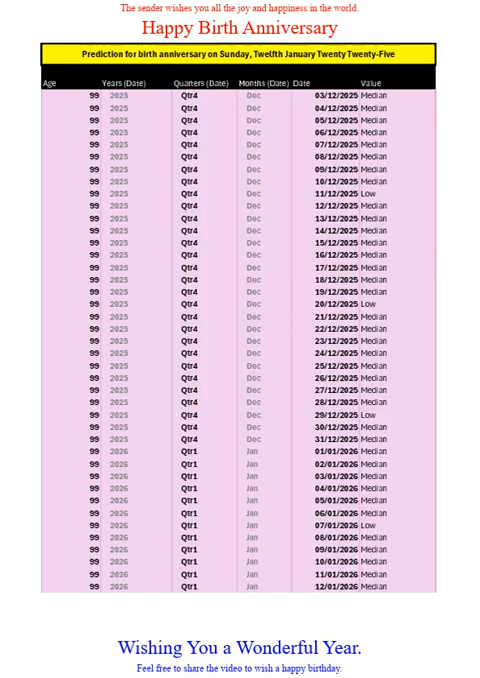 The sender wishes you all the joy and happiness in the world.
Happy Birth Anniversary
Prediction for birth anniversary on Sunday, Twelfth January Twenty Twenty-Five
Age Years (Date) Quarters (Date) Months (Date) Date Value
99 2025 Qtr4 Dec 03/12/2025 Median
99 2025 Qtr4 Dec 04/12/2025 Median
99 2025 Qtr4 Dec 05/12/2025 Median
99 2025 Qtr4 Dec 06/12/2025 Median
99 2025 Qtr4 Dec 07/12/2025 Median
99 2025 Qtr4 Dec 08/12/2025 Median
99 2025 Qtr4 Dec 09/12/2025 Median
99 2025 Qtr4 Dec 10/12/2025 Median
99 2025 Qtr4 Dec 11/12/2025 Low
99 2025 Qtr4 Dec 12/12/2025 Median
99 2025 Qtr4 Dec 13/12/2025 Median
99 2025 Qtr4 Dec 14/12/2025 Median
99 2025 Qtr4 Dec 15/12/2025 Median
99 2025 Qtr4 Dec 16/12/2025 Median
99 2025 Qtr4 Dec 17/12/2025 Median
99 2025 Qtr4 Dec 18/12/2025 Median
99 2025 Qtr4 Dec 19/12/2025 Median
99 2025 Qtr4 Dec 20/12/2025 Low
99 2025 Qtr4 Dec 21/12/2025 Median
99 2025 Qtr4 Dec 22/12/2025 Median
99 2025 Qtr4 Dec 23/12/2025 Median
99 2025 Qtr4 Dec 24/12/2025 Median
99 2025 Qtr4 Dec 25/12/2025 Median
99 2025 Qtr4 Dec 26/12/2025 Median
99 2025 Qtr4 Dec 27/12/2025 Median
99 2025 Qtr4 Dec 28/12/2025 Median
99 2025 Qtr4 Dec 29/12/2025 Low
99 2025 Qtr4 Dec 30/12/2025 Median
99 2025 Qtr4 Dec 31/12/2025 Median
99 2026 Qtr1 Jan 01/01/2026 Median
99 2026 Qtr1 Jan 02/01/2026 Median
99 2026 Qtr1 Jan 03/01/2026 Median
99 2026 Qtr1 Jan 04/01/2026 Median
99 2026 Qtr1 Jan 05/01/2026 Median
99 2026 Qtr1 Jan 06/01/2026 Median
99 2026 Qtr1 Jan 07/01/2026 Low
99 2026 Qtr1 Jan 08/01/2026 Median
99 2026 Qtr1 Jan 09/01/2026 Median
99 2026 Qtr1 Jan 10/01/2026 Median
99 2026 Qtr1 Jan 11/01/2026 Median
99 2026 Qtr1 Jan 12/01/2026 Median
Wishing You a Wonderful Year.
Feel free to share the video to wish a happy birthday.